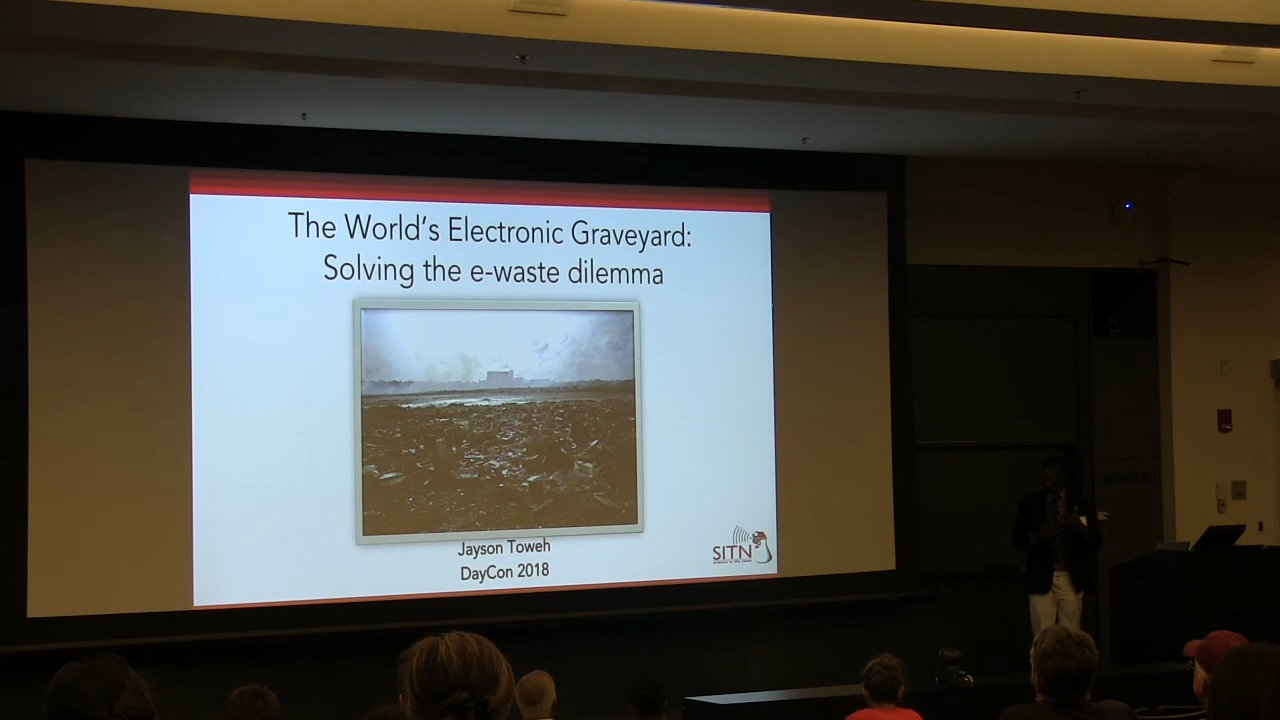 The World's Electronic Graveyard:
Solving the e-waste dilemma
Jayson Toweh
DayCon 2018
SITN